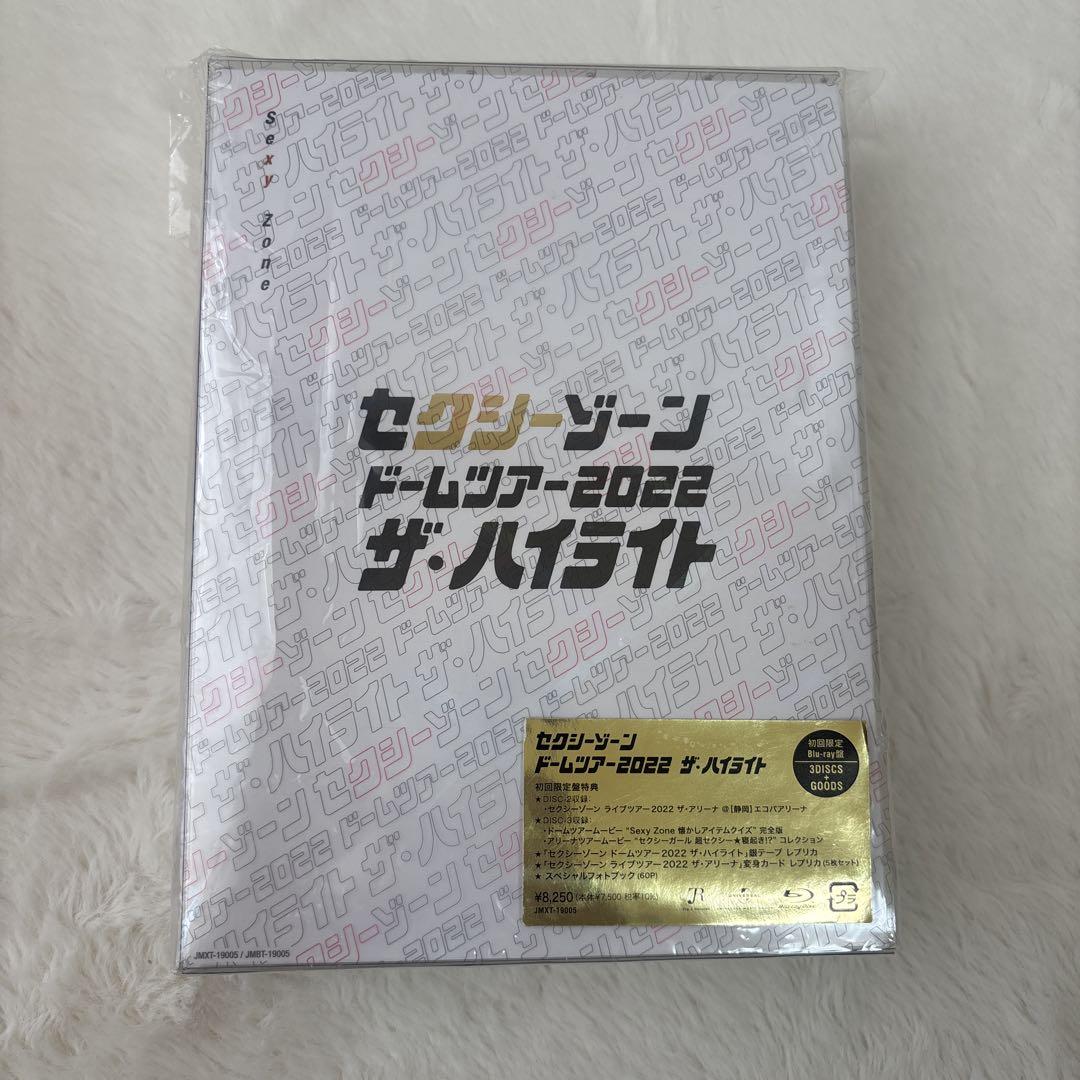 Sexy Zone
セクシーゾーン
ドームツアー2022
ザ・ハイライト
セクシーゾーン
ドームツアー2022 ザ・ハイライト
初回限定
Blu-ray盤
3DISCS
+
GOODS
初回限定盤特典
★DISC-2収録:
・セクシーゾーン ライブツアー2022 ザ・アリーナ @[静岡]エコパアリーナ
★DISC-3収録:
・ドームツアームービー "Sexy Zone 懐かしアイテムクイズ" 完全版
・アリーナツアームービー "セクシーガール 超セクシー★寝起き!?" コレクション
★「セクシーゾーン ドームツアー2022 ザ・ハイライト」銀テープ レプリカ
★「セクシーゾーン ライブツアー2022 ザ・アリーナ」変身カード レプリカ(5枚セット)
★ スペシャルフォトブック(60P)
¥8,250(本体¥7,500 税率10%)
JMXT-19005
UNIVERSAL
Blu-ray Disc
プラ
JMXT-19005 / JMBT-19005